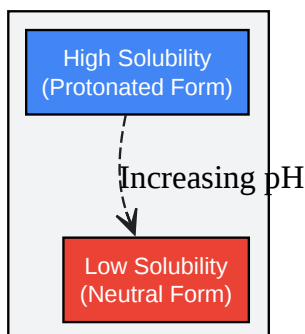 High Solubility
(Protonated Form)
Increasing pH
Low Solubility
(Neutral Form)